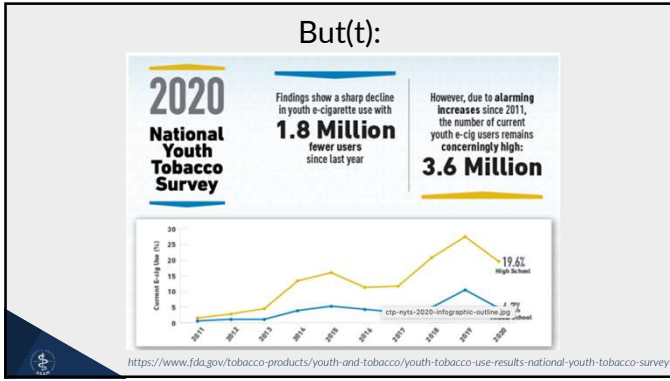 But(t):
2020
National
Youth
Tobacco
Survey
Findings show a sharp decline
in youth e-cigarette use with
1.8 Million
fewer users
since last year
However, due to alarming
increases since 2011,
the number of current
youth e-cig users remains
concerningly high:
3.6 Million
Current E-cig Use (%)
30
25
20
15
10
5
0
19.6%
High School
School
ctp-nyts-2020-infographic-outline.jpg
2011
2012
2013
2014
2015
2016
2017
2018
2019
2020
https://www.fda.gov/tobacco-products/youth-and-tobacco/youth-tobacco-use-results-national-youth-tobacco-survey